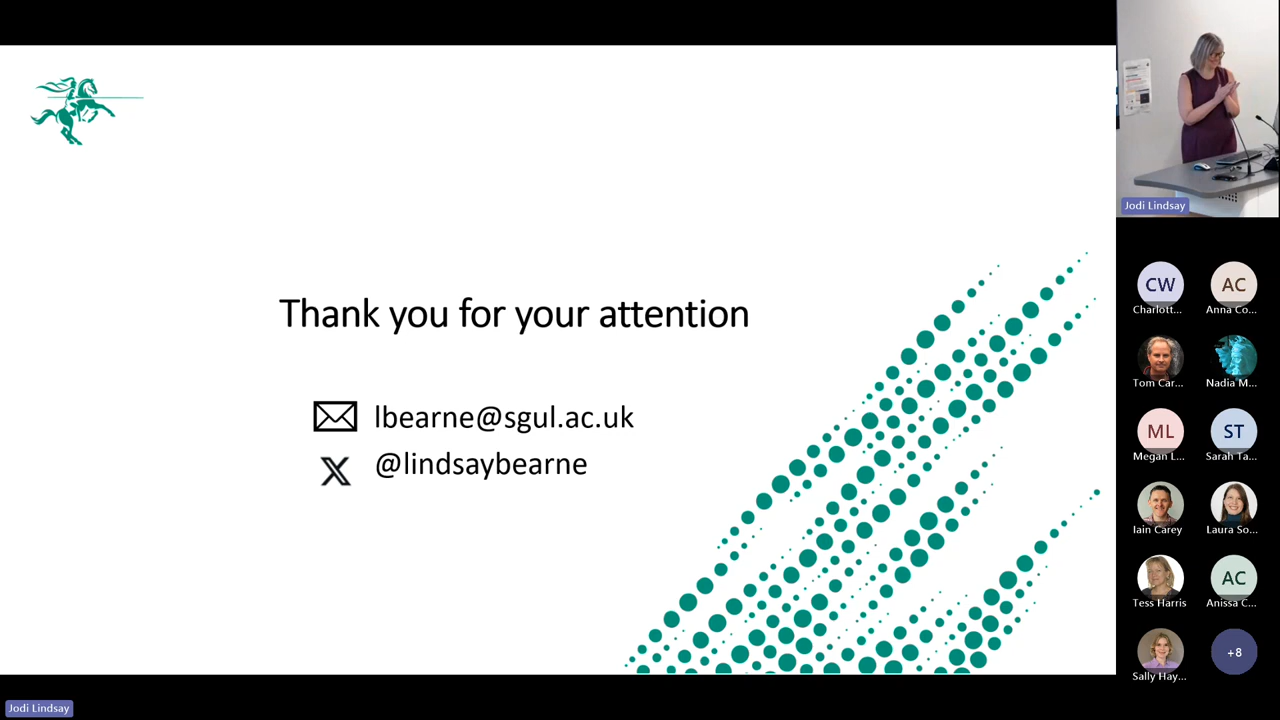 Thank you for your attention
lbearne@sgul.ac.uk
@lindsaybearne
Jodi Lindsay
CW
AC
Charlott...
Anna Co...
Tom Car...
Nadia M...
ML
ST
Megan L...
Sarah Ta...
Iain Carey
Laura So...
AC
Tess Harris
Anissa C...
Sally Hay...
+8
Jodi Lindsay